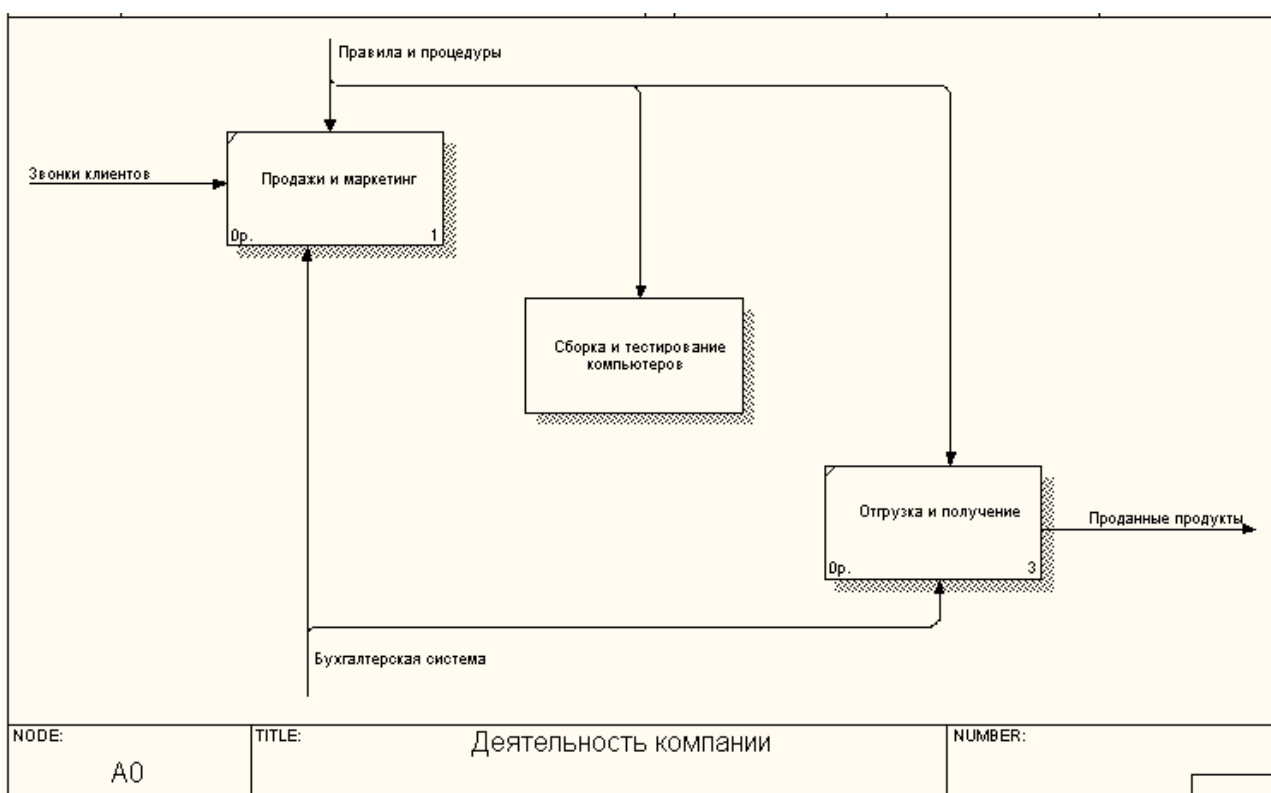 Правила и процедуры
Звонки клиентов
Продажи и маркетинг
0р.
1
Сборка и тестирование
компьютеров
Отгрузка и получение
0р.
3
Проданные продукты
Бухгалтерская система
NODE:
A0
TITLE:
Деятельность компании
NUMBER: